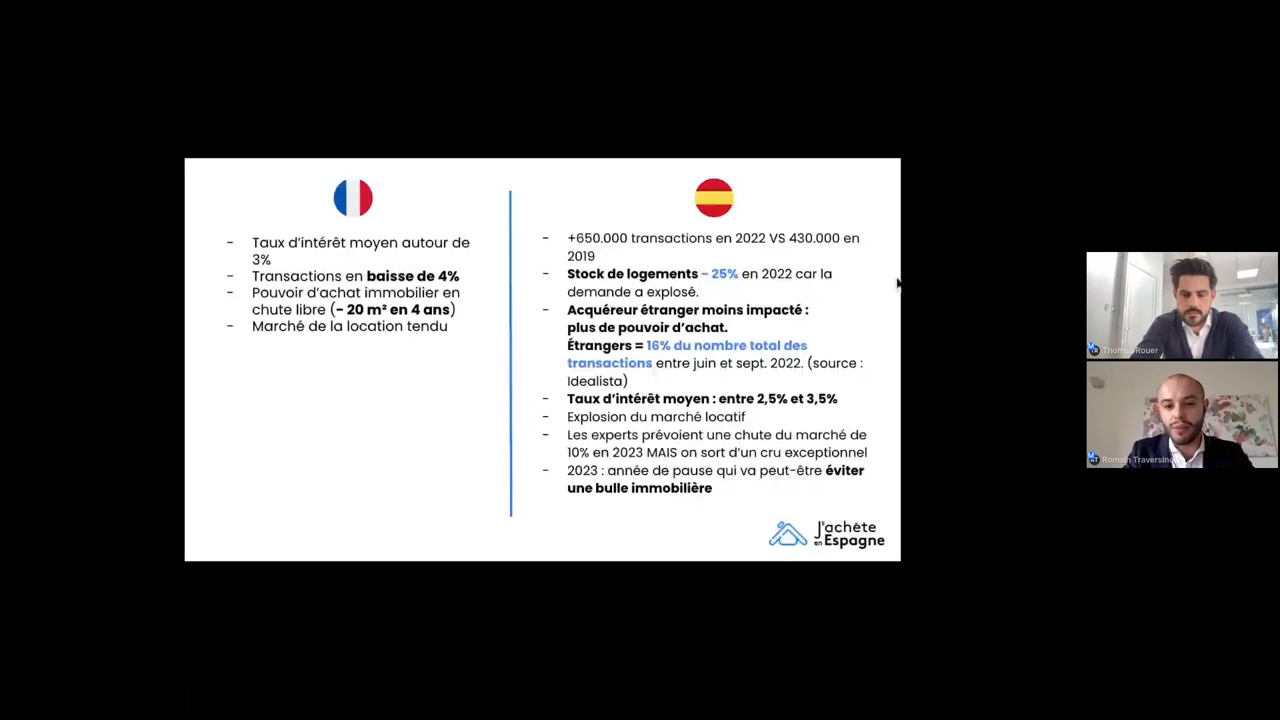 - Taux d'intérêt moyen autour de
3%
- Transactions en baisse de 4%
- Pouvoir d'achat immobilier en
chute libre (- 20 m² en 4 ans)
- Marché de la location tendu
- +650.000 transactions en 2022 VS 430.000 en
2019
- Stock de logements - 25% en 2022 car la
demande a explosé.
- Acquéreur étranger moins impacté :
plus de pouvoir d'achat.
Étrangers = 16% du nombre total des
transactions entre juin et sept. 2022. (source :
Idealista)
- Taux d'intérêt moyen : entre 2,5% et 3,5%
- Explosion du marché locatif
- Les experts prévoient une chute du marché de
10% en 2023 MAIS on sort d'un cru exceptionnel
- 2023 : année de pause qui va peut-être éviter
une bulle immobilière
J'achète
en Espagne
Thomas Rouer
Romain Traversino